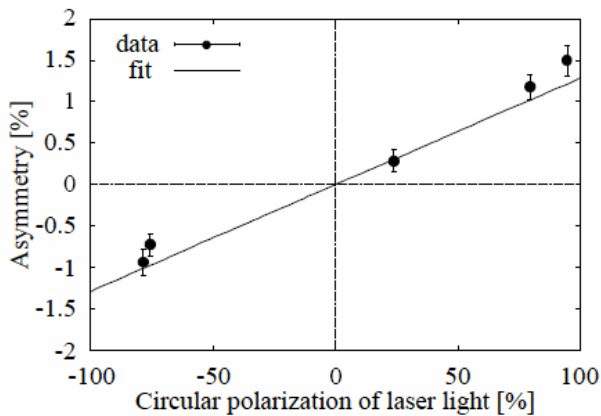 data
fit
2
1.5
1
0.5
0
-0.5
-1
-1.5
-2
Asymmetry [%]
-100 -50 0 50 100
Circular polarization of laser light [%]